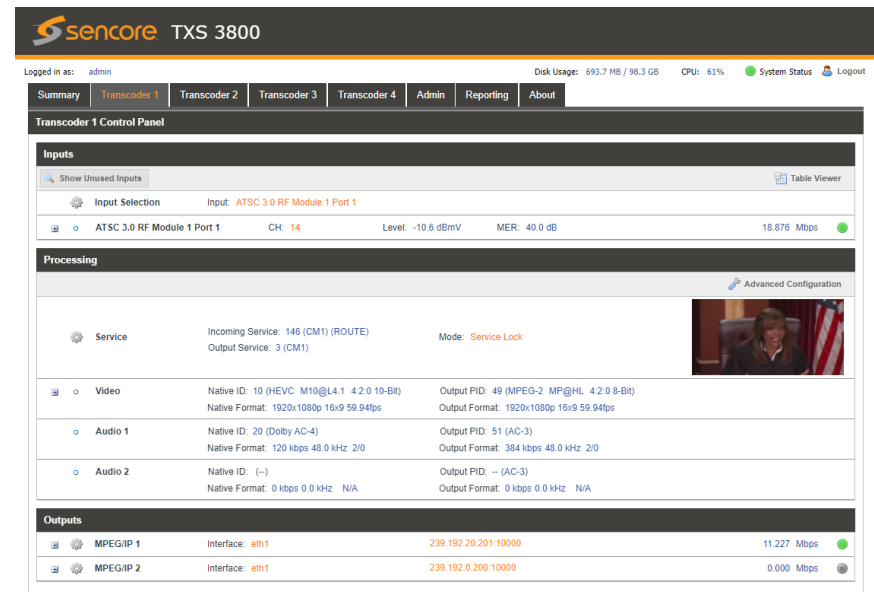 sencore TXS 3800
Logged in as: admin Disk Usage: 693.7 MB / 98.3 GB CPU: 61% System Status Logout
Summary Transcoder 1 Transcoder 2 Transcoder 3 Transcoder 4 Admin Reporting About
Transcoder 1 Control Panel
Inputs
Show Unused Inputs Table Viewer
Input Selection Input: ATSC 3.0 RF Module 1 Port 1
ATSC 3.0 RF Module 1 Port 1 CH: 14 Level: -10.6 dBmV MER: 40.0 dB 18.876 Mbps
Processing
Advanced Configuration
Service Incoming Service: 146 (CM1) (ROUTE) Mode: Service Lock
Output Service: 3 (CM1)
Video Native ID: 10 (HEVC M10@L4.1 4:2:0 10-Bit) Output PID: 49 (MPEG-2 MP@HL 4:2:0 8-Bit)
Native Format: 1920x1080p 16x9 59.94fps Output Format: 1920x1080p 16x9 59.94fps
Audio 1 Native ID: 20 (Dolby AC-4) Output PID: 51 (AC-3)
Native Format: 120 kbps 48.0 kHz 2/0 Output Format: 384 kbps 48.0 kHz 2/0
Audio 2 Native ID: (--) Output PID: -- (AC-3)
Native Format: 0 kbps 0.0 kHz N/A Output Format: 0 kbps 0.0 kHz N/A
Outputs
MPEG/IP 1 Interface: eth1 239.192.20.201:10000 11.227 Mbps
MPEG/IP 2 Interface: eth1 239.192.0.200:10000 0.000 Mbps